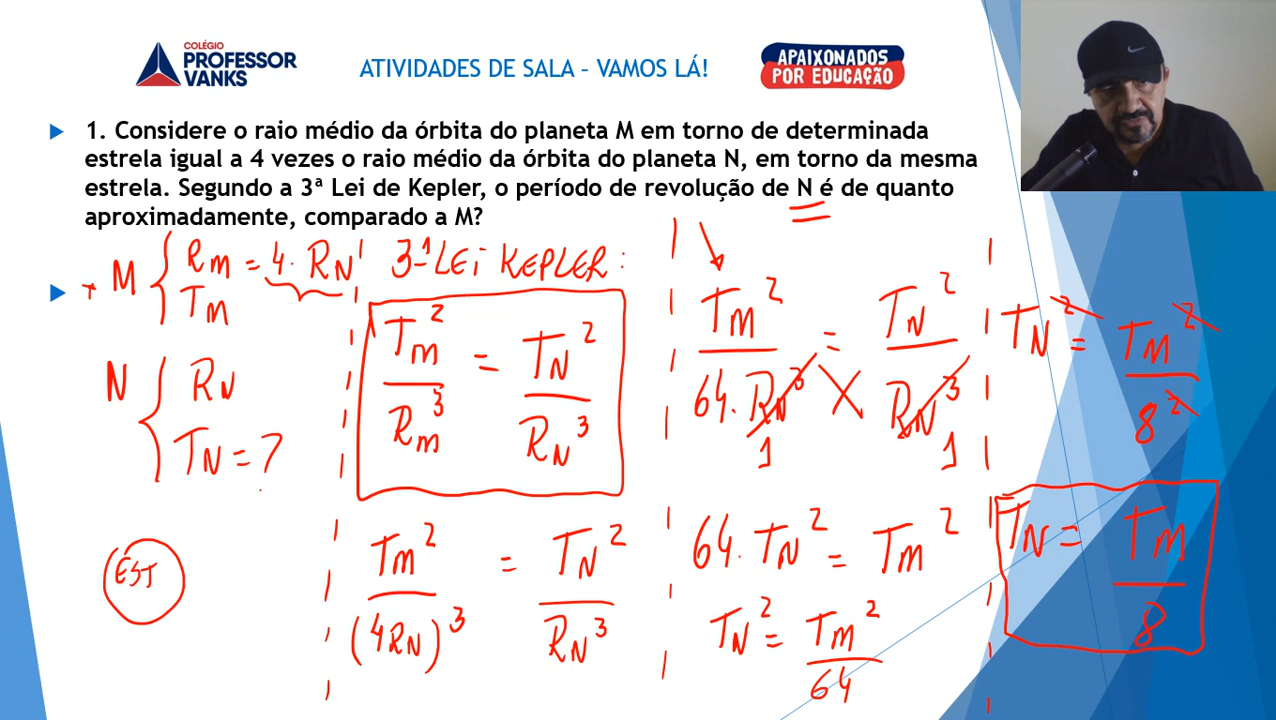 COLÉGIO
PROFESSOR
VANKS
ATIVIDADES DE SALA – VAMOS LÁ!
APAIXONADOS
POR EDUCAÇÃO
1. Considere o raio médio da órbita do planeta M em torno de determinada
estrela igual a 4 vezes o raio médio da órbita do planeta N, em torno da mesma
estrela. Segundo a 3ª Lei de Kepler, o período de revolução de N é de quanto
aproximadamente, comparado a M?
M { RM = 4. RN
TM
N { RN
TN = ?
EST
3ª LEI KEPLER:
TM² / RM³ = TN² / RN³
TM² / (4RN)³ = TN² / RN³
TM² / 64. RN³ = TN² / RN³
1 1
64. TN² = TM²
TN² = TM² / 64
TN² = TM² / 8²
TN = TM / 8